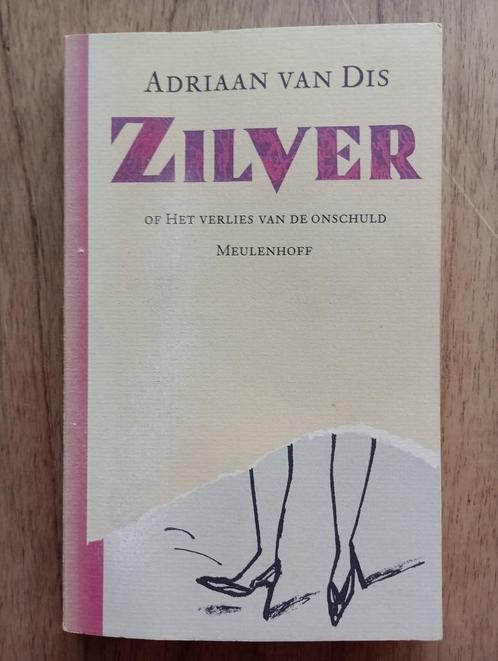 ADRIAAN VAN DIS
ZILVER
OF HET VERLIES VAN DE ONSCHULD
MEULENHOFF